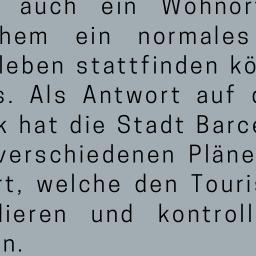 auch ein Wohnor
hem ein normales
leben stattfinden kö
s. Als Antwort auf
k hat die Stadt Barce
verschiedenen Pläne
rt, welche den Touris
lieren und kontroll
n.